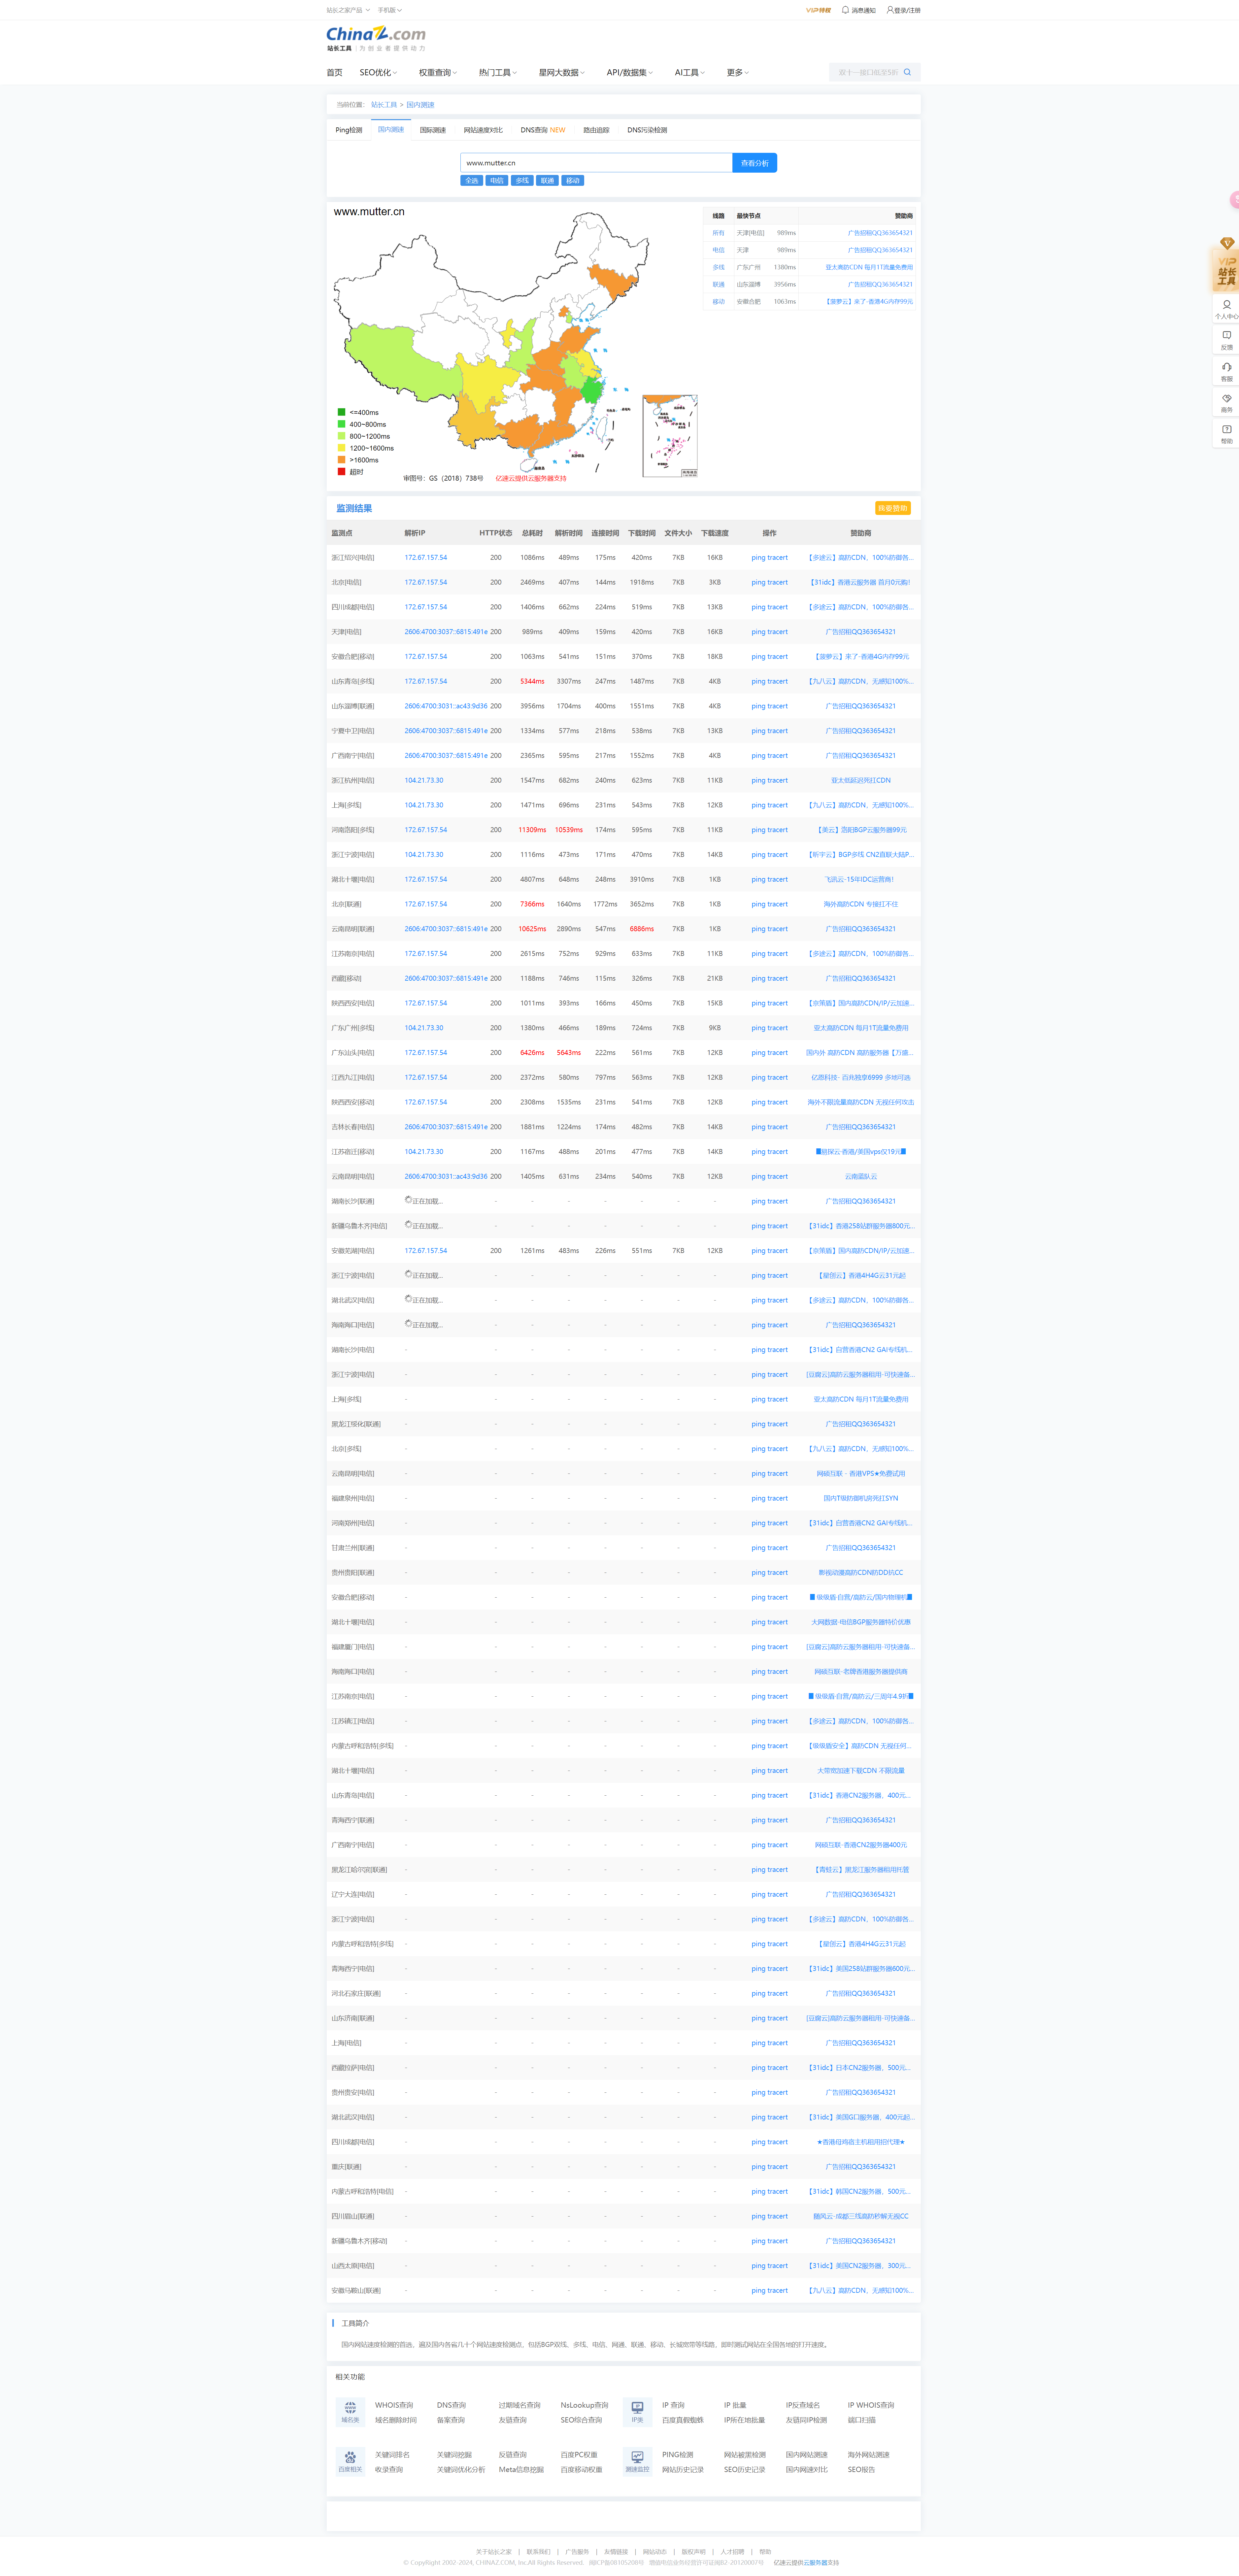 站长之家产品 手机版 VIP特权 消息通知 登录/注册
ChinaZ.com
站长工具 | 为创业者提供动力
首页 SEO优化 权重查询 热门工具 星网大数据 API/数据集 AI工具 更多 双十一接口低至5折
当前位置: 站长工具 > 国内测速
Ping检测 国内测速 国际测速 网站速度对比 DNS查询 NEW 路由追踪 DNS污染检测
www.mutter.cn 查看分析
全选 电信 多线 联通 移动
www.mutter.cn
线路 最快节点 赞助商
所有 天津[电信] 989ms 广告招租QQ363654321
电信 天津 989ms 广告招租QQ363654321
多线 广东广州 1380ms 亚太高防CDN 每月1T流量免费用
联通 山东淄博 3956ms 广告招租QQ363654321
移动 安徽合肥 1063ms 【菠萝云】来了-香港4G内存99元
<=400ms
400~800ms
800~1200ms
1200~1600ms
>1600ms
超时
审图号：GS（2018）738号 亿速云提供云服务器支持
VIP
站长
工具
个人中心
反馈
客服
商务
帮助
监测结果 我要赞助
监测点 解析IP HTTP状态 总耗时 解析时间 连接时间 下载时间 文件大小 下载速度 操作 赞助商
浙江绍兴[电信] 172.67.157.54 200 1086ms 489ms 175ms 420ms 7KB 16KB ping tracert 【多途云】高防CDN，100%防御各...
北京[电信] 172.67.157.54 200 2469ms 407ms 144ms 1918ms 7KB 3KB ping tracert 【31idc】香港云服务器 首月0元购!
四川成都[电信] 172.67.157.54 200 1406ms 662ms 224ms 519ms 7KB 13KB ping tracert 【多途云】高防CDN，100%防御各...
天津[电信] 2606:4700:3037::6815:491e 200 989ms 409ms 159ms 420ms 7KB 16KB ping tracert 广告招租QQ363654321
安徽合肥[移动] 172.67.157.54 200 1063ms 541ms 151ms 370ms 7KB 18KB ping tracert 【菠萝云】来了-香港4G内存99元
山东青岛[多线] 172.67.157.54 200 5344ms 3307ms 247ms 1487ms 7KB 4KB ping tracert 【九八云】高防CDN，无感知100%...
山东淄博[联通] 2606:4700:3031::ac43:9d36 200 3956ms 1704ms 400ms 1551ms 7KB 4KB ping tracert 广告招租QQ363654321
宁夏中卫[电信] 2606:4700:3037::6815:491e 200 1334ms 577ms 218ms 538ms 7KB 13KB ping tracert 广告招租QQ363654321
广西南宁[电信] 2606:4700:3037::6815:491e 200 2365ms 595ms 217ms 1552ms 7KB 4KB ping tracert 广告招租QQ363654321
浙江杭州[电信] 104.21.73.30 200 1547ms 682ms 240ms 623ms 7KB 11KB ping tracert 亚太低延迟死扛CDN
上海[多线] 104.21.73.30 200 1471ms 696ms 231ms 543ms 7KB 12KB ping tracert 【九八云】高防CDN，无感知100%...
河南洛阳[多线] 172.67.157.54 200 11309ms 10539ms 174ms 595ms 7KB 11KB ping tracert 【美云】洛阳BGP云服务器99元
浙江宁波[电信] 104.21.73.30 200 1116ms 473ms 171ms 470ms 7KB 14KB ping tracert 【昕宇云】BGP多线 CN2直联大陆P...
湖北十堰[电信] 172.67.157.54 200 4807ms 648ms 248ms 3910ms 7KB 1KB ping tracert 飞讯云-15年IDC运营商!
北京[联通] 172.67.157.54 200 7366ms 1640ms 1772ms 3652ms 7KB 1KB ping tracert 海外高防CDN 专接扛不住
云南昆明[联通] 2606:4700:3037::6815:491e 200 10625ms 2890ms 547ms 6886ms 7KB 1KB ping tracert 广告招租QQ363654321
江苏南京[电信] 172.67.157.54 200 2615ms 752ms 929ms 633ms 7KB 11KB ping tracert 【多途云】高防CDN，100%防御各...
西藏[移动] 2606:4700:3037::6815:491e 200 1188ms 746ms 115ms 326ms 7KB 21KB ping tracert 广告招租QQ363654321
陕西西安[电信] 172.67.157.54 200 1011ms 393ms 166ms 450ms 7KB 15KB ping tracert 【京策盾】国内高防CDN/IP/云加速...
广东广州[多线] 104.21.73.30 200 1380ms 466ms 189ms 724ms 7KB 9KB ping tracert 亚太高防CDN 每月1T流量免费用
广东汕头[电信] 172.67.157.54 200 6426ms 5643ms 222ms 561ms 7KB 12KB ping tracert 国内外 高防CDN 高防服务器【万盛...
江西九江[电信] 172.67.157.54 200 2372ms 580ms 797ms 563ms 7KB 12KB ping tracert 亿恩科技- 百兆独享6999 多地可选
陕西西安[移动] 172.67.157.54 200 2308ms 1535ms 231ms 541ms 7KB 12KB ping tracert 海外不限流量高防CDN 无视任何攻击
吉林长春[电信] 2606:4700:3037::6815:491e 200 1881ms 1224ms 174ms 482ms 7KB 14KB ping tracert 广告招租QQ363654321
江苏宿迁[移动] 104.21.73.30 200 1167ms 488ms 201ms 477ms 7KB 14KB ping tracert █易探云·香港/美国vps仅19元█
云南昆明[电信] 2606:4700:3031::ac43:9d36 200 1405ms 631ms 234ms 540ms 7KB 12KB ping tracert 云南蓝队云
湖南长沙[联通] 正在加载... - - - - - - - ping tracert 广告招租QQ363654321
新疆乌鲁木齐[电信] 正在加载... - - - - - - - ping tracert 【31idc】香港258站群服务器800元...
安徽芜湖[电信] 172.67.157.54 200 1261ms 483ms 226ms 551ms 7KB 12KB ping tracert 【京策盾】国内高防CDN/IP/云加速...
浙江宁波[电信] 正在加载... - - - - - - - ping tracert 【星创云】香港4H4G云31元起
湖北武汉[电信] 正在加载... - - - - - - - ping tracert 【多途云】高防CDN，100%防御各...
海南海口[电信] 正在加载... - - - - - - - ping tracert 广告招租QQ363654321
湖南长沙[电信] - - - - - - - - ping tracert 【31idc】自营香港CN2 GAI专线机...
浙江宁波[电信] - - - - - - - - ping tracert [豆腐云]高防云服务器租用-可快速备...
上海[多线] - - - - - - - - ping tracert 亚太高防CDN 每月1T流量免费用
黑龙江绥化[联通] - - - - - - - - ping tracert 广告招租QQ363654321
北京[多线] - - - - - - - - ping tracert 【九八云】高防CDN，无感知100%...
云南昆明[电信] - - - - - - - - ping tracert 网硕互联 - 香港VPS★免费试用
福建泉州[电信] - - - - - - - - ping tracert 国内T级防御机房死扛SYN
河南郑州[电信] - - - - - - - - ping tracert 【31idc】自营香港CN2 GAI专线机...
甘肃兰州[联通] - - - - - - - - ping tracert 广告招租QQ363654321
贵州贵阳[联通] - - - - - - - - ping tracert 影视动漫高防CDN防DD抗CC
安徽合肥[移动] - - - - - - - - ping tracert █ 级级盾·自营/高防云/国内物理机█
湖北十堰[电信] - - - - - - - - ping tracert 大网数据-电信BGP服务器特价优惠
福建厦门[电信] - - - - - - - - ping tracert [豆腐云]高防云服务器租用-可快速备...
海南海口[电信] - - - - - - - - ping tracert 网硕互联-老牌香港服务器提供商
江苏南京[电信] - - - - - - - - ping tracert █ 级级盾·自营/高防云/三周年4.9折█
江苏镇江[电信] - - - - - - - - ping tracert 【多途云】高防CDN，100%防御各...
内蒙古呼和浩特[多线] - - - - - - - - ping tracert 【级级盾安全】高防CDN 无视任何...
湖北十堰[电信] - - - - - - - - ping tracert 大带宽加速下载CDN 不限流量
山东青岛[电信] - - - - - - - - ping tracert 【31idc】香港CN2服务器，400元...
青海西宁[联通] - - - - - - - - ping tracert 广告招租QQ363654321
广西南宁[电信] - - - - - - - - ping tracert 网硕互联-香港CN2服务器400元
黑龙江哈尔滨[联通] - - - - - - - - ping tracert 【青蛙云】黑龙江服务器租用托管
辽宁大连[电信] - - - - - - - - ping tracert 广告招租QQ363654321
浙江宁波[电信] - - - - - - - - ping tracert 【多途云】高防CDN，100%防御各...
内蒙古呼和浩特[多线] - - - - - - - - ping tracert 【星创云】香港4H4G云31元起
青海西宁[电信] - - - - - - - - ping tracert 【31idc】美国258站群服务器600元...
河北石家庄[联通] - - - - - - - - ping tracert 广告招租QQ363654321
山东济南[联通] - - - - - - - - ping tracert [豆腐云]高防云服务器租用-可快速备...
上海[电信] - - - - - - - - ping tracert 广告招租QQ363654321
西藏拉萨[电信] - - - - - - - - ping tracert 【31idc】日本CN2服务器，500元...
贵州贵安[电信] - - - - - - - - ping tracert 广告招租QQ363654321
湖北武汉[电信] - - - - - - - - ping tracert 【31idc】美国G口服务器，400元起...
四川成都[电信] - - - - - - - - ping tracert ★香港母鸡宿主机租用招代理★
重庆[联通] - - - - - - - - ping tracert 广告招租QQ363654321
内蒙古呼和浩特[电信] - - - - - - - - ping tracert 【31idc】韩国CN2服务器，500元...
四川眉山[联通] - - - - - - - - ping tracert 随风云-成都三线高防秒解无视CC
新疆乌鲁木齐[移动] - - - - - - - - ping tracert 广告招租QQ363654321
山西太原[电信] - - - - - - - - ping tracert 【31idc】美国CN2服务器，300元...
安徽马鞍山[联通] - - - - - - - - ping tracert 【九八云】高防CDN，无感知100%...
工具简介
国内网站速度检测的首选，遍及国内各省几十个网站速度检测点，包括BGP双线、多线、电信、网通、联通、移动、长城宽带等线路，即时测试网站在全国各地的打开速度。
相关功能
域名类 WHOIS查询 DNS查询 过期域名查询 NsLookup查询 IP类 IP 查询 IP 批量 IP反查域名 IP WHOIS查询
域名删除时间 备案查询 友链查询 SEO综合查询 百度真假蜘蛛 IP所在地批量 友链同IP检测 端口扫描
百度相关 关键词排名 关键词挖掘 反链查询 百度PC权重 测速监控 PING检测 网站被黑检测 国内网站测速 海外网站测速
收录查询 关键词优化分析 Meta信息挖掘 百度移动权重 网站历史记录 SEO历史记录 国内网速对比 SEO报告
关于站长之家 | 联系我们 | 广告服务 | 友情链接 | 网站动态 | 版权声明 | 人才招聘 | 帮助
© CopyRight 2002-2024, CHINAZ.COM, Inc.All Rights Reserved. 闽ICP备08105208号 增值电信业务经营许可证闽B2-20120007号 亿速云提供云服务器支持